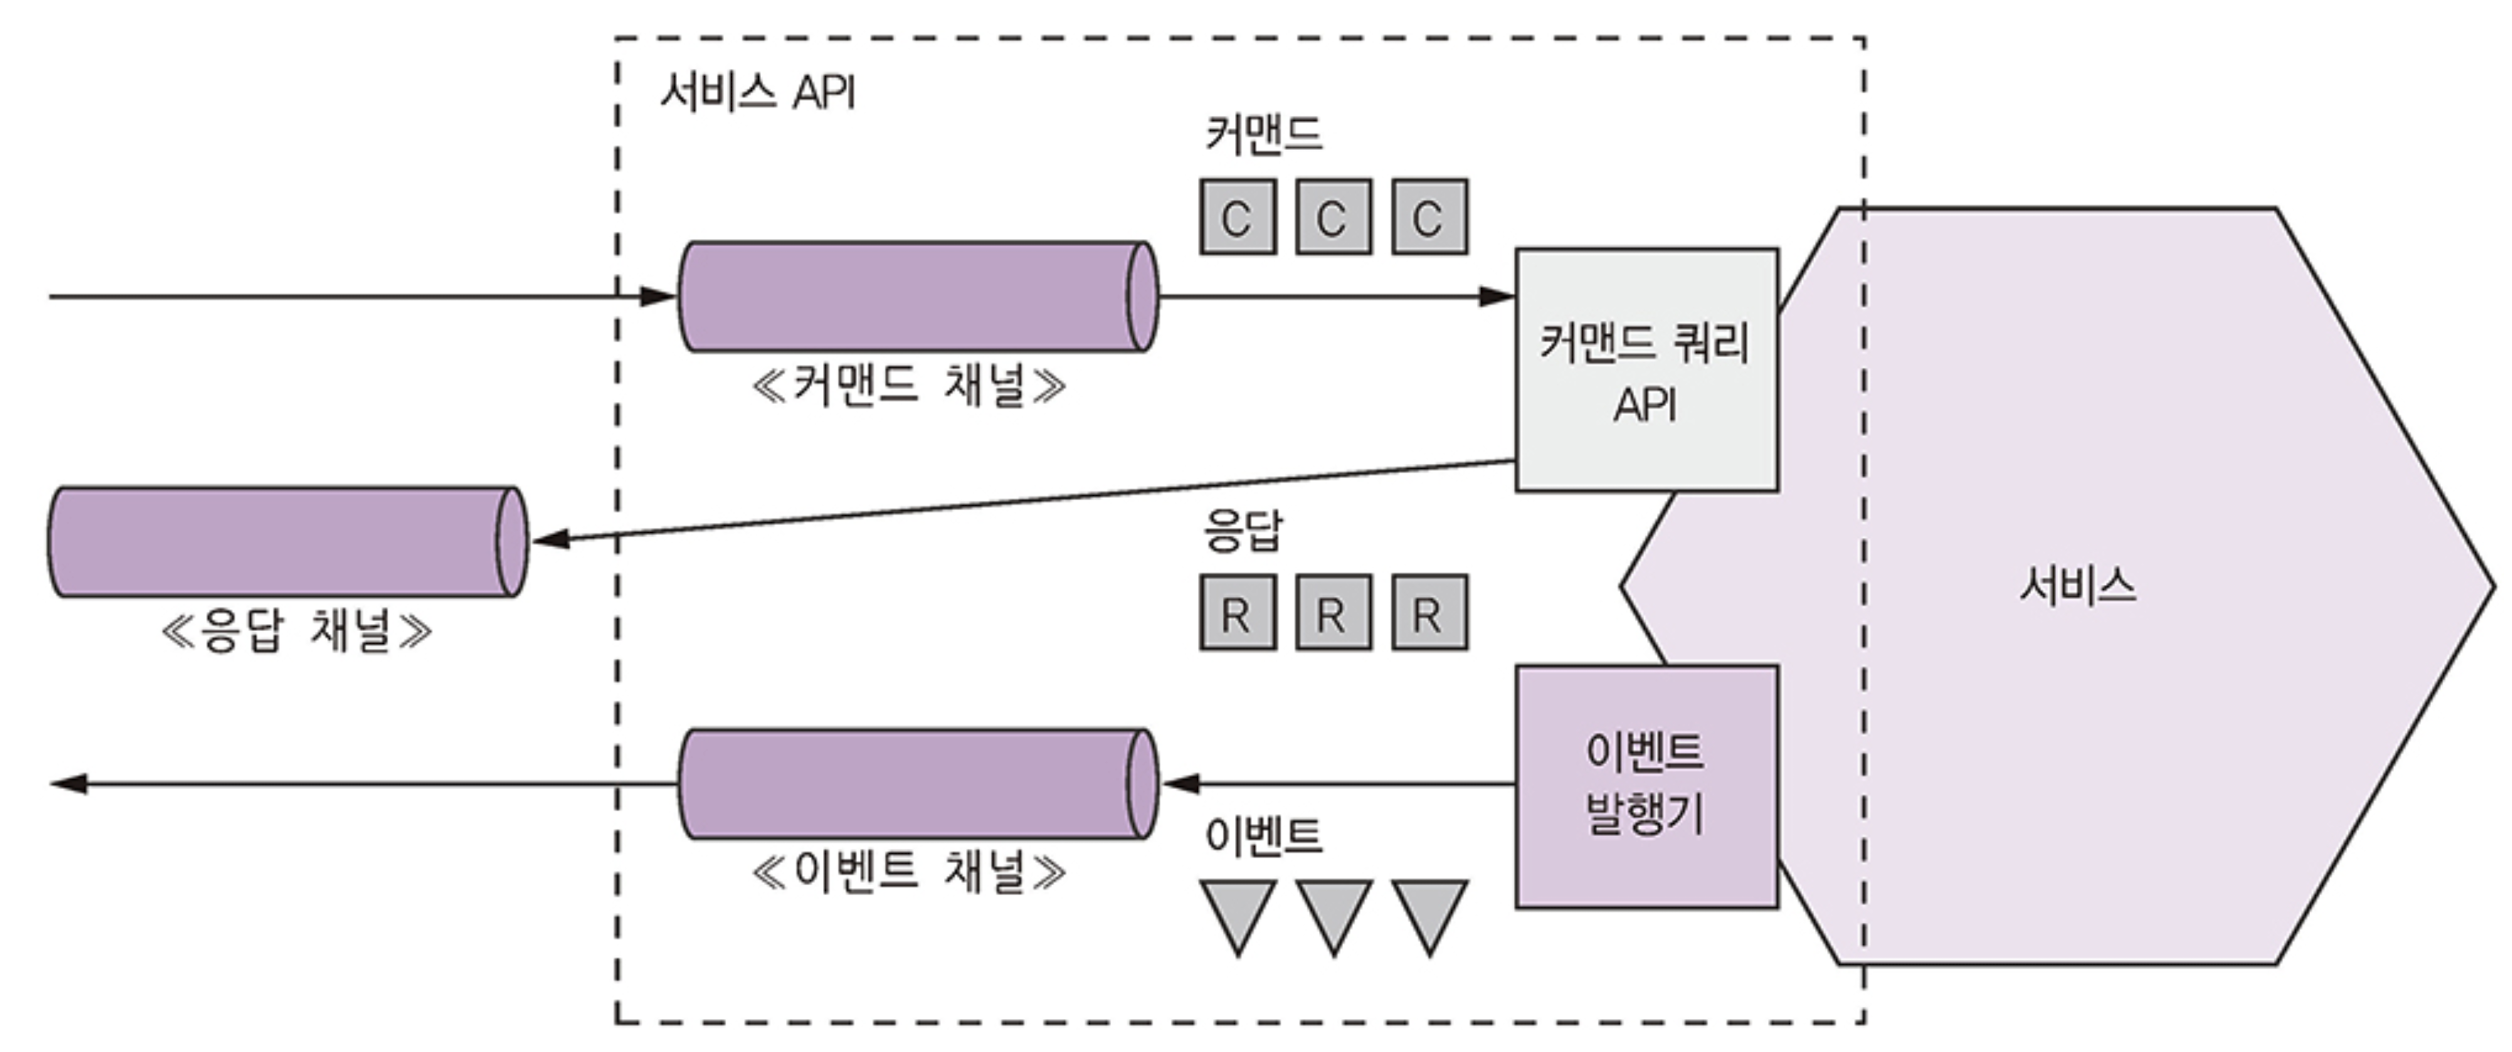 서비스 API
커맨드
C C C
커맨드 쿼리
API
≪커맨드 채널≫
응답
R R R
≪응답 채널≫
서비스
이벤트
발행기
이벤트
≪이벤트 채널≫